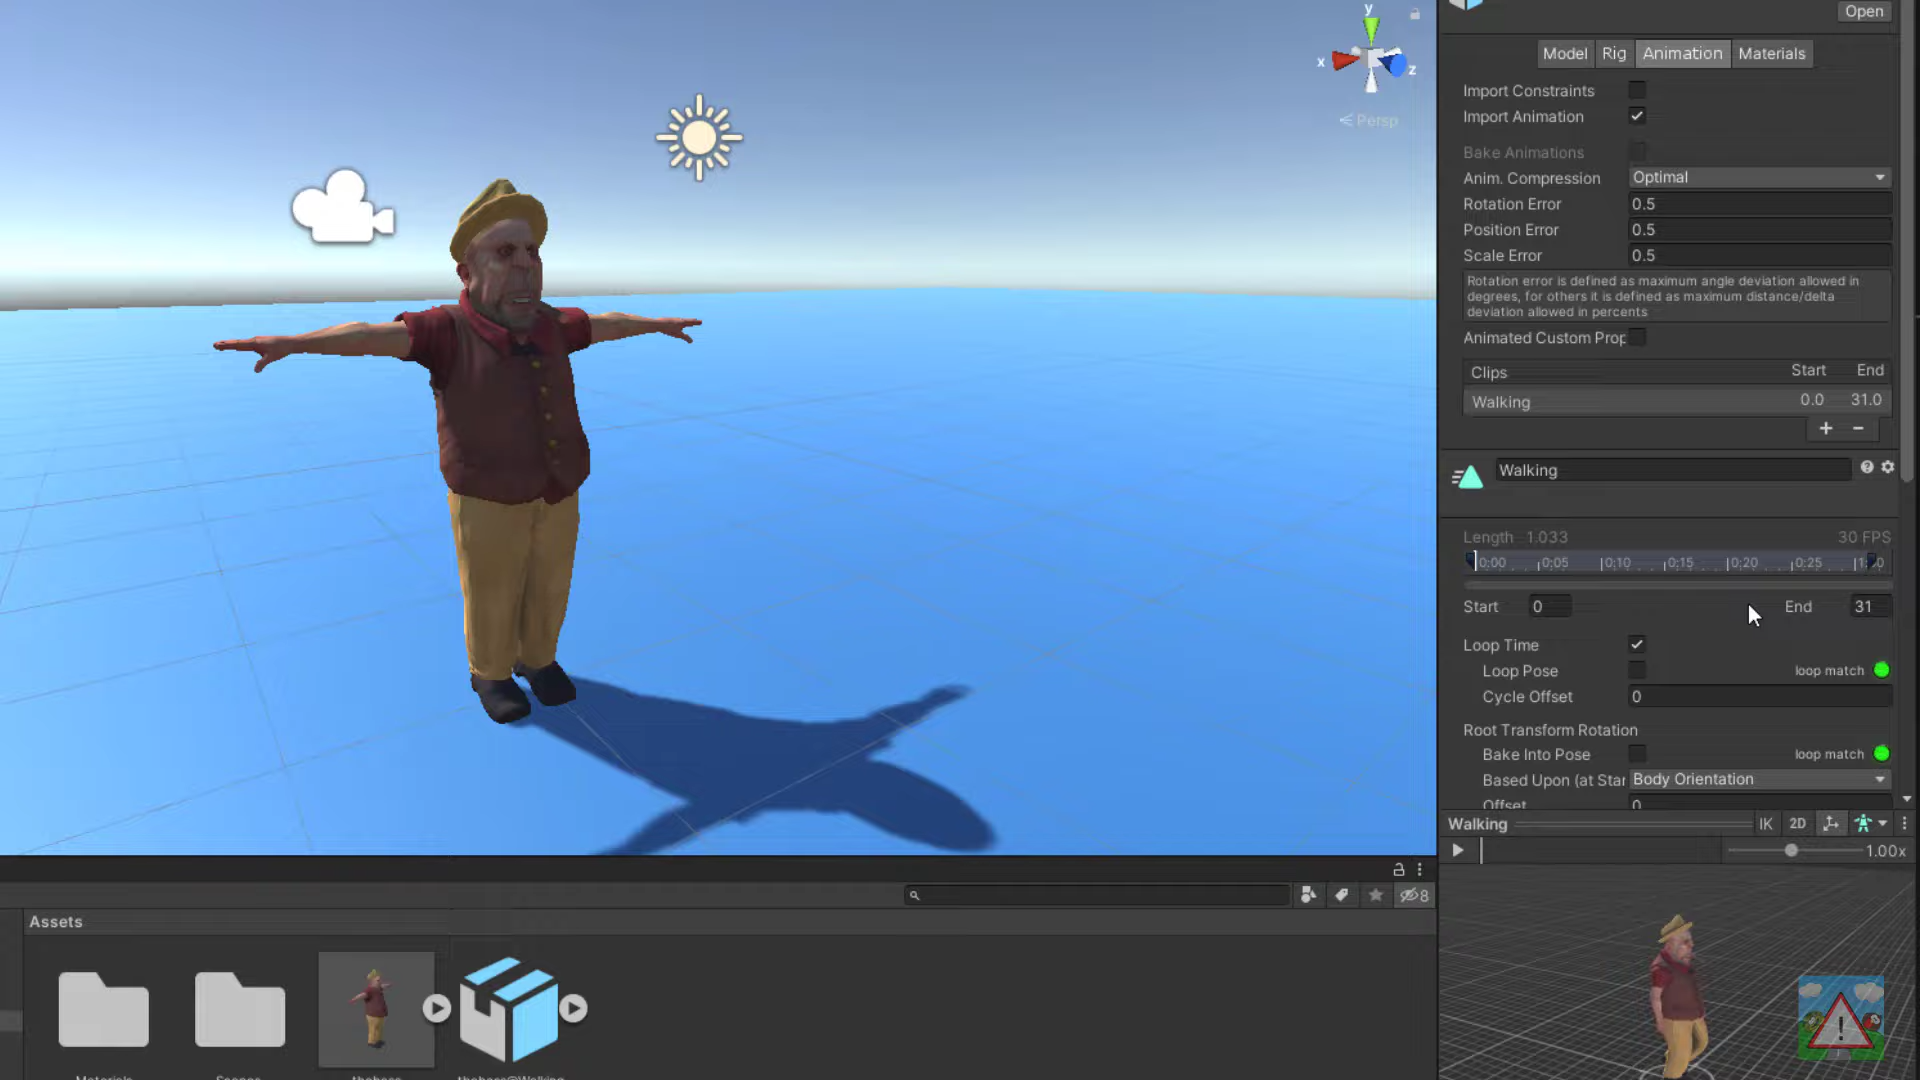 y
x
z
Persp
Open
Model Rig Animation Materials
Import Constraints
Import Animation
Bake Animations
Anim. Compression Optimal
Rotation Error 0.5
Position Error 0.5
Scale Error 0.5
Rotation error is defined as maximum angle deviation allowed in
degrees, for others it is defined as maximum distance/delta
deviation allowed in percents
Animated Custom Prop
Clips Start End
Walking 0.0 31.0
+ −
Walking
Length 1.033 30 FPS
0:00 0:05 0:10 0:15 0:20 0:25
Start 0 End 31
Loop Time
Loop Pose loop match
Cycle Offset 0
Root Transform Rotation
Bake Into Pose loop match
Based Upon (at Star Body Orientation
Offset 0
Walking IK 2D
1.00x
8
Assets